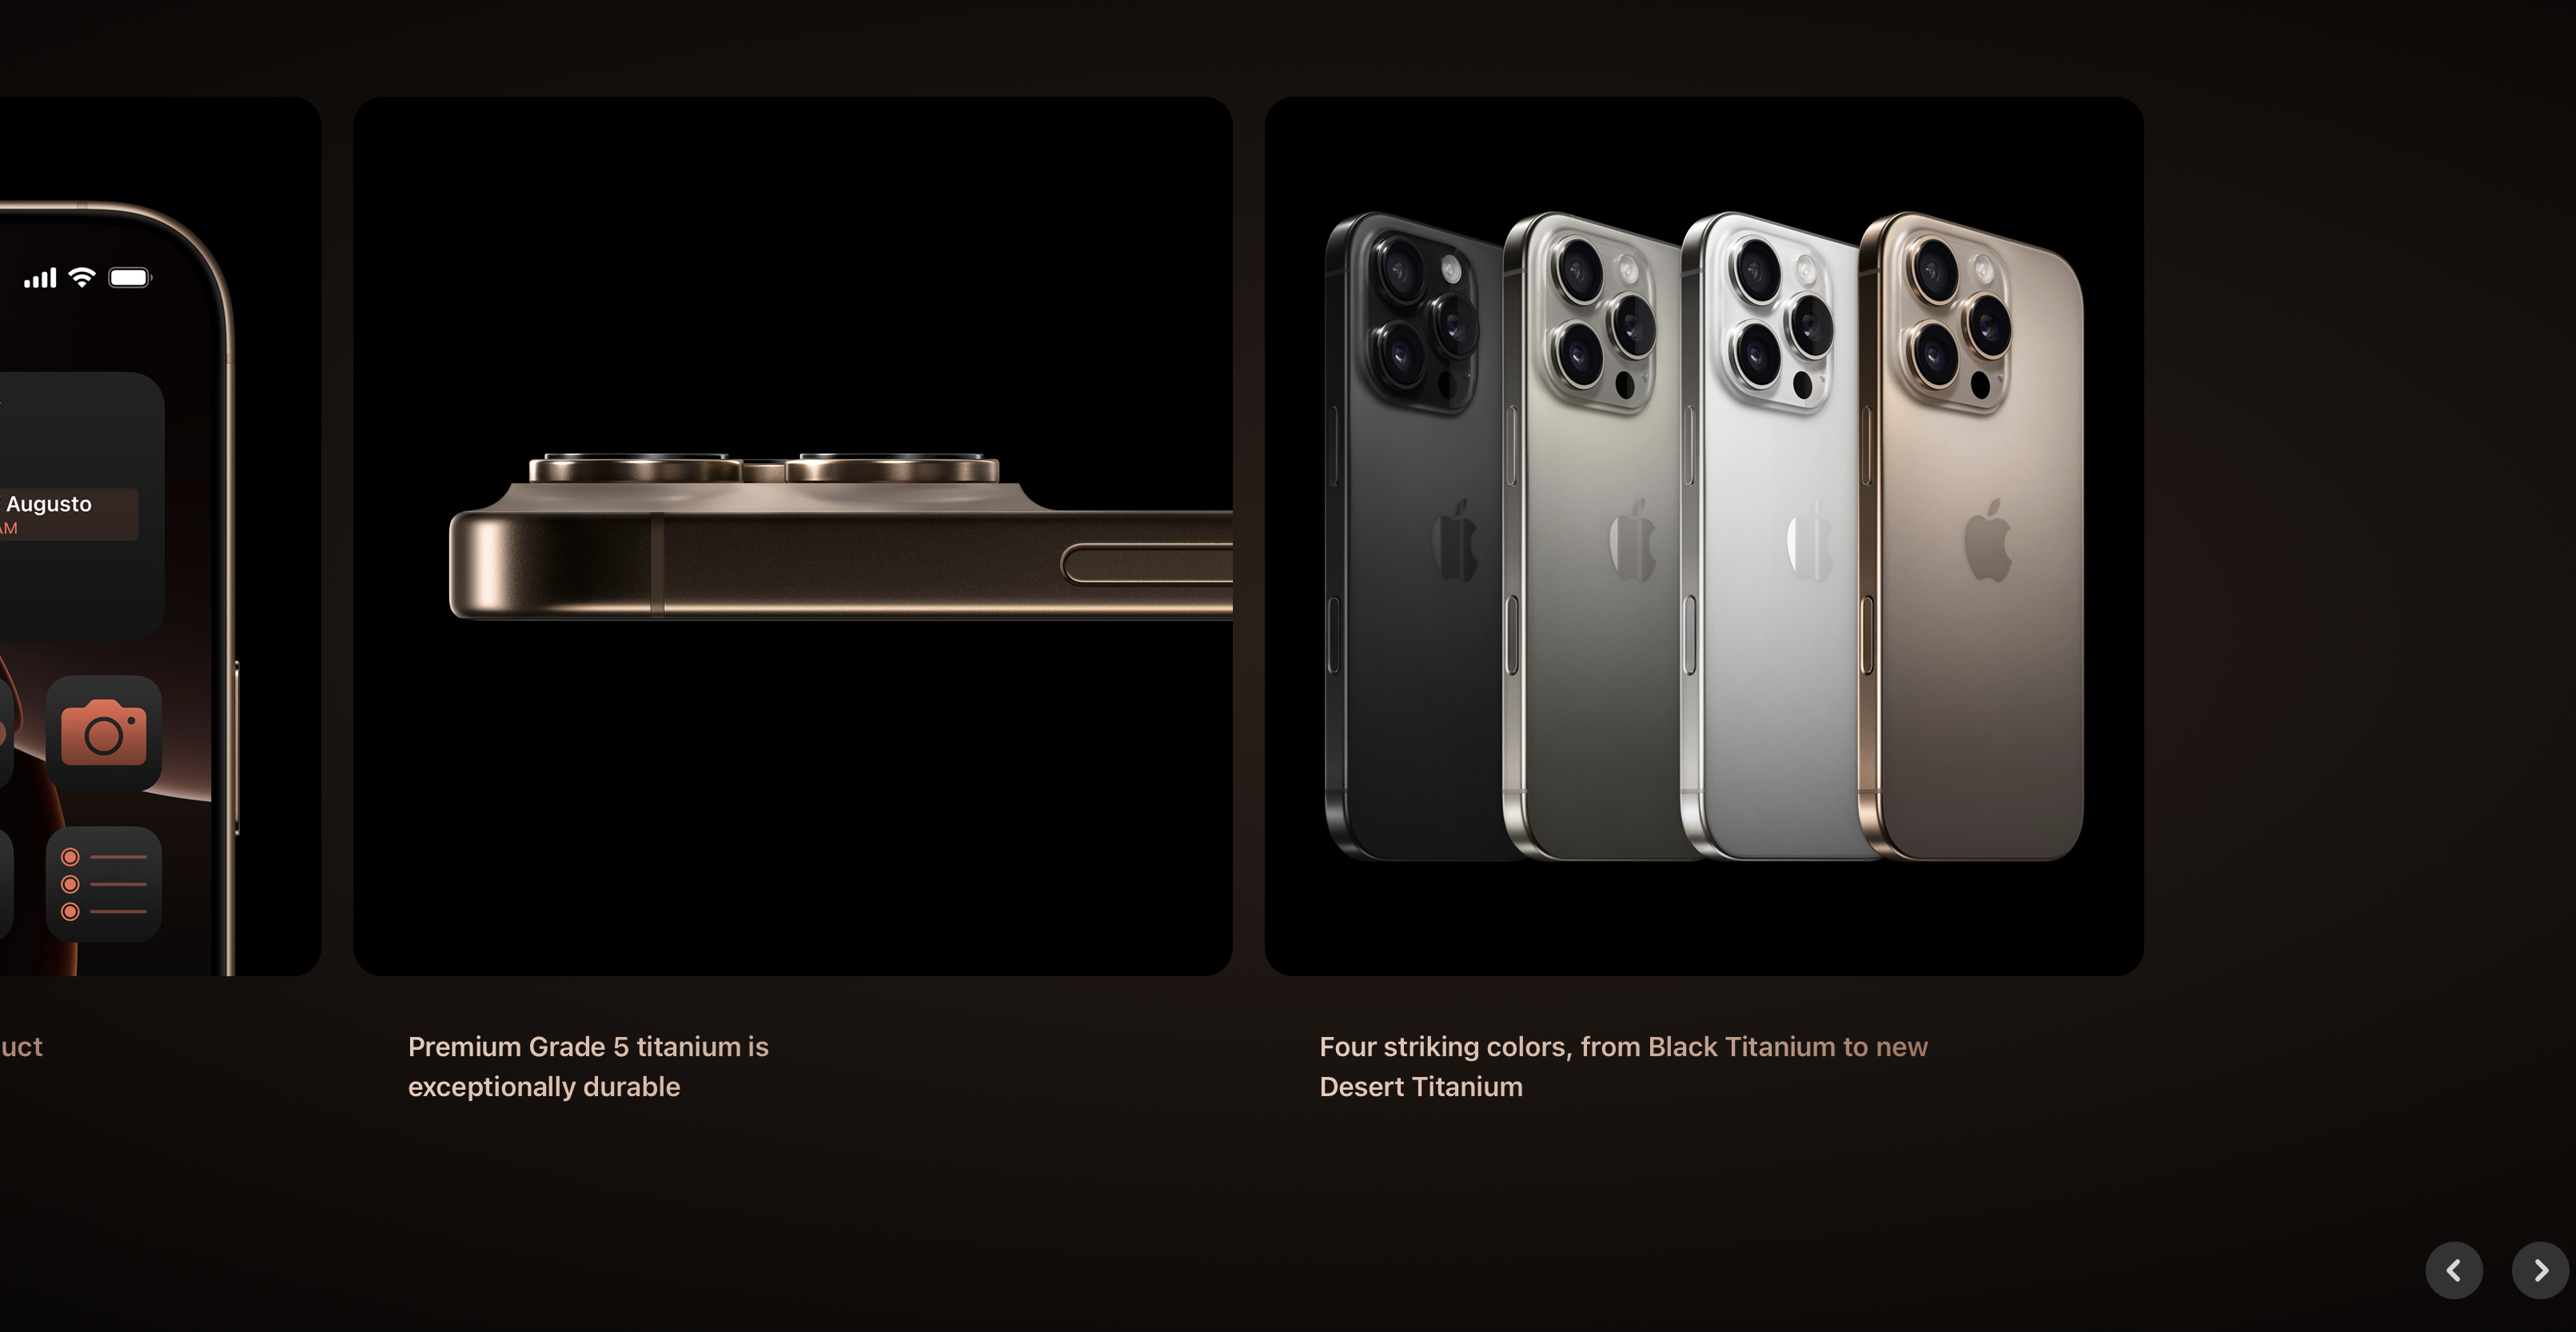 Augusto
AM
uct
Premium Grade 5 titanium is
exceptionally durable
Four striking colors, from Black Titanium to new
Desert Titanium